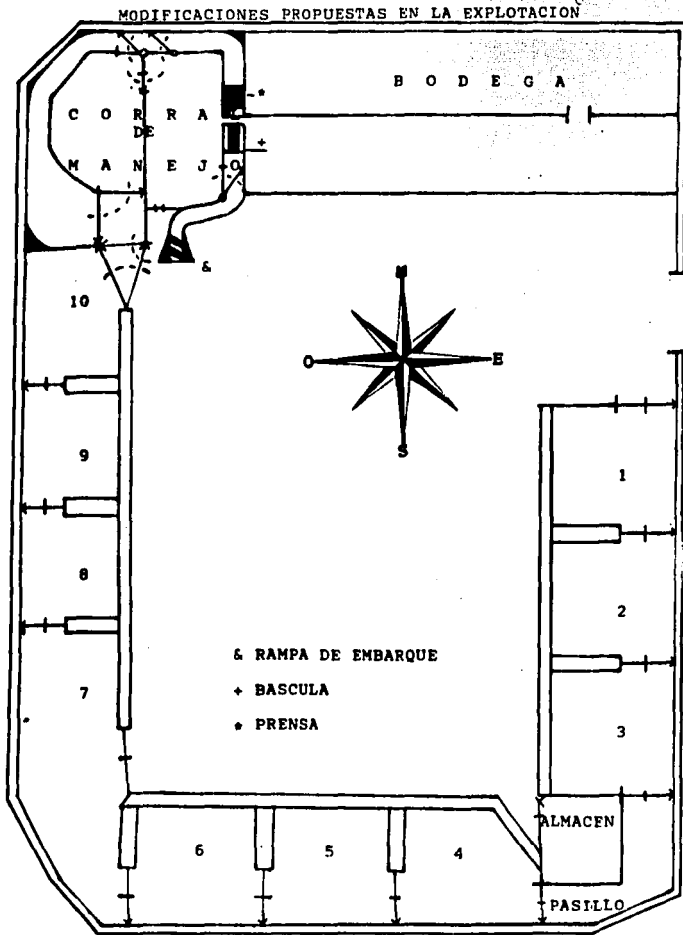 MODIFICACIONES PROPUESTAS EN LA EXPLOTACION
B O D E G A
C O R R A L
DE
M A N E J O
*
+
&
10
N
O
E
S
9
1
8
2
7
3
& RAMPA DE EMBARQUE
+ BASCULA
* PRENSA
ALMACEN
6
5
4
PASILLO